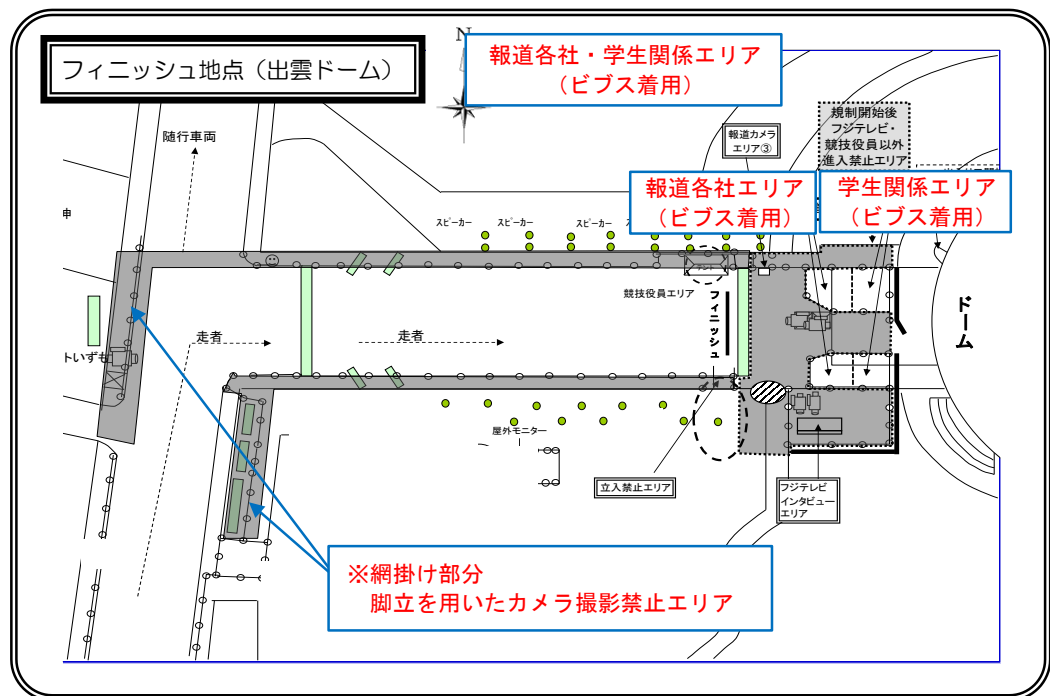 フィニッシュ地点（出雲ドーム）
N
報道各社・学生関係エリア
（ビブス着用）
随行車両
報道カメラ
エリア③
規制開始後
フジテレビ・
競技役員以外
進入禁止エリア
報道各社エリア
（ビブス着用）
学生関係エリア
（ビブス着用）
スピーカー
スピーカー
スピーカー
テント
競技役員エリア
フィニッシュ
ドーム
トいずも
走者
走者
屋外モニター
立入禁止エリア
フジテレビ
インタビュー
エリア
※網掛け部分
脚立を用いたカメラ撮影禁止エリア